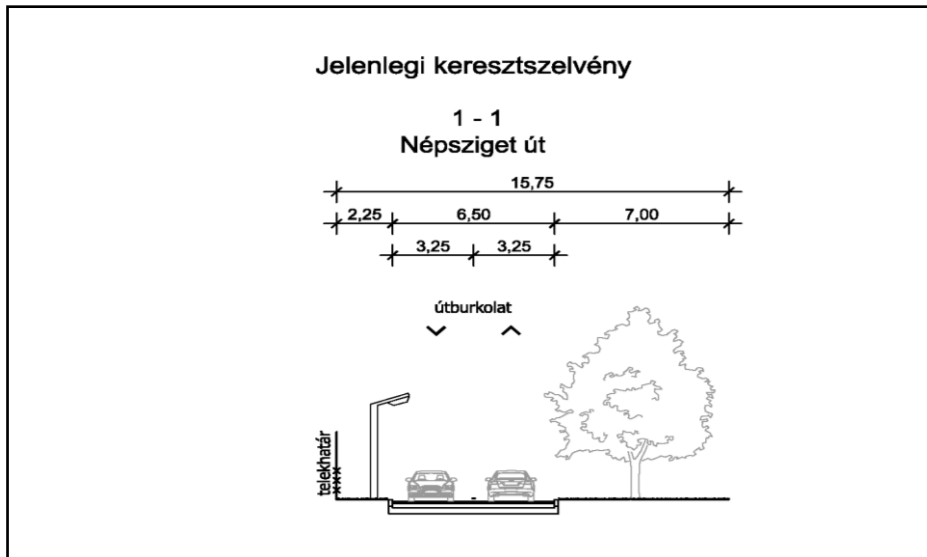 Jelenlegi keresztszelvény
1 - 1
Népsziget út
15,75
2,25 6,50 7,00
3,25 3,25
útburkolat
telekhatár